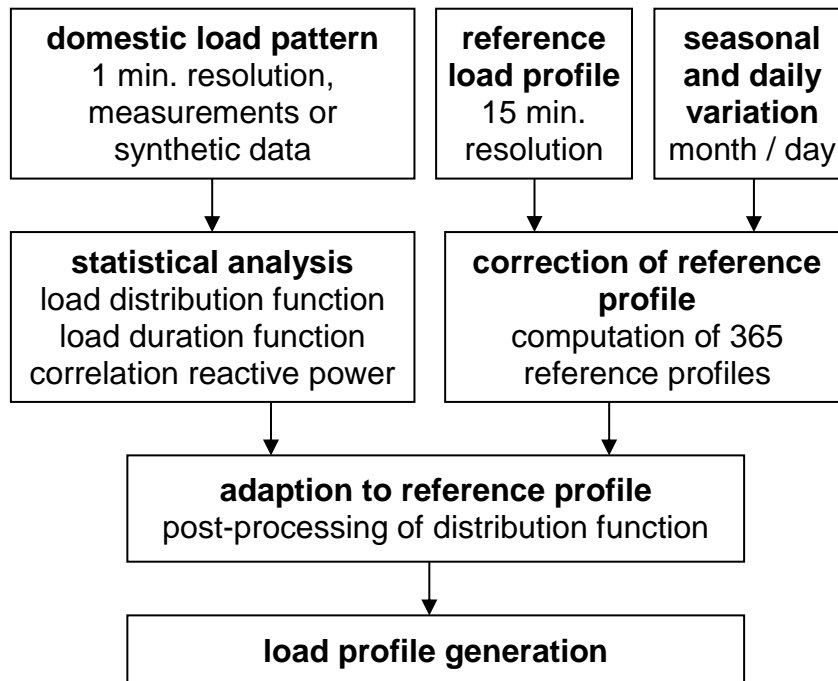 domestic load pattern
1 min. resolution,
measurements or
synthetic data
reference
load profile
15 min.
resolution
seasonal
and daily
variation
month / day
statistical analysis
load distribution function
load duration function
correlation reactive power
correction of reference
profile
computation of 365
reference profiles
adaption to reference profile
post-processing of distribution function
load profile generation